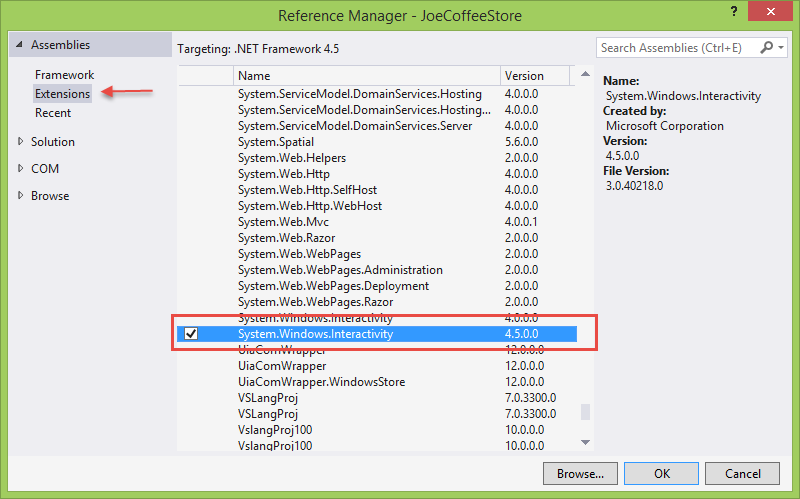 Reference Manager - JoeCoffeeStore
?
Assemblies
Framework
Extensions
Recent
Solution
COM
Browse
Targeting: .NET Framework 4.5
Name Version
System.ServiceModel.DomainServices.Hosting 4.0.0.0
System.ServiceModel.DomainServices.Hosting... 4.0.0.0
System.ServiceModel.DomainServices.Server 4.0.0.0
System.Spatial 5.6.0.0
System.Web.Helpers 2.0.0.0
System.Web.Http 4.0.0.0
System.Web.Http.SelfHost 4.0.0.0
System.Web.Http.WebHost 4.0.0.0
System.Web.Mvc 4.0.0.1
System.Web.Razor 2.0.0.0
System.Web.WebPages 2.0.0.0
System.Web.WebPages.Administration 2.0.0.0
System.Web.WebPages.Deployment 2.0.0.0
System.Web.WebPages.Razor 2.0.0.0
System.Windows.Interactivity 4.0.0.0
System.Windows.Interactivity 4.5.0.0
UiaComWrapper 12.0.0.0
UiaComWrapper 12.0.0.0
UiaComWrapper.WindowsStore 12.0.0.0
VSLangProj 7.0.3300.0
VSLangProj 7.0.3300.0
VslangProj100 10.0.0.0
VslangProj100 10.0.0.0
Search Assemblies (Ctrl+E)
Name:
System.Windows.Interactivity
Created by:
Microsoft Corporation
Version:
4.5.0.0
File Version:
3.0.40218.0
Browse... OK Cancel